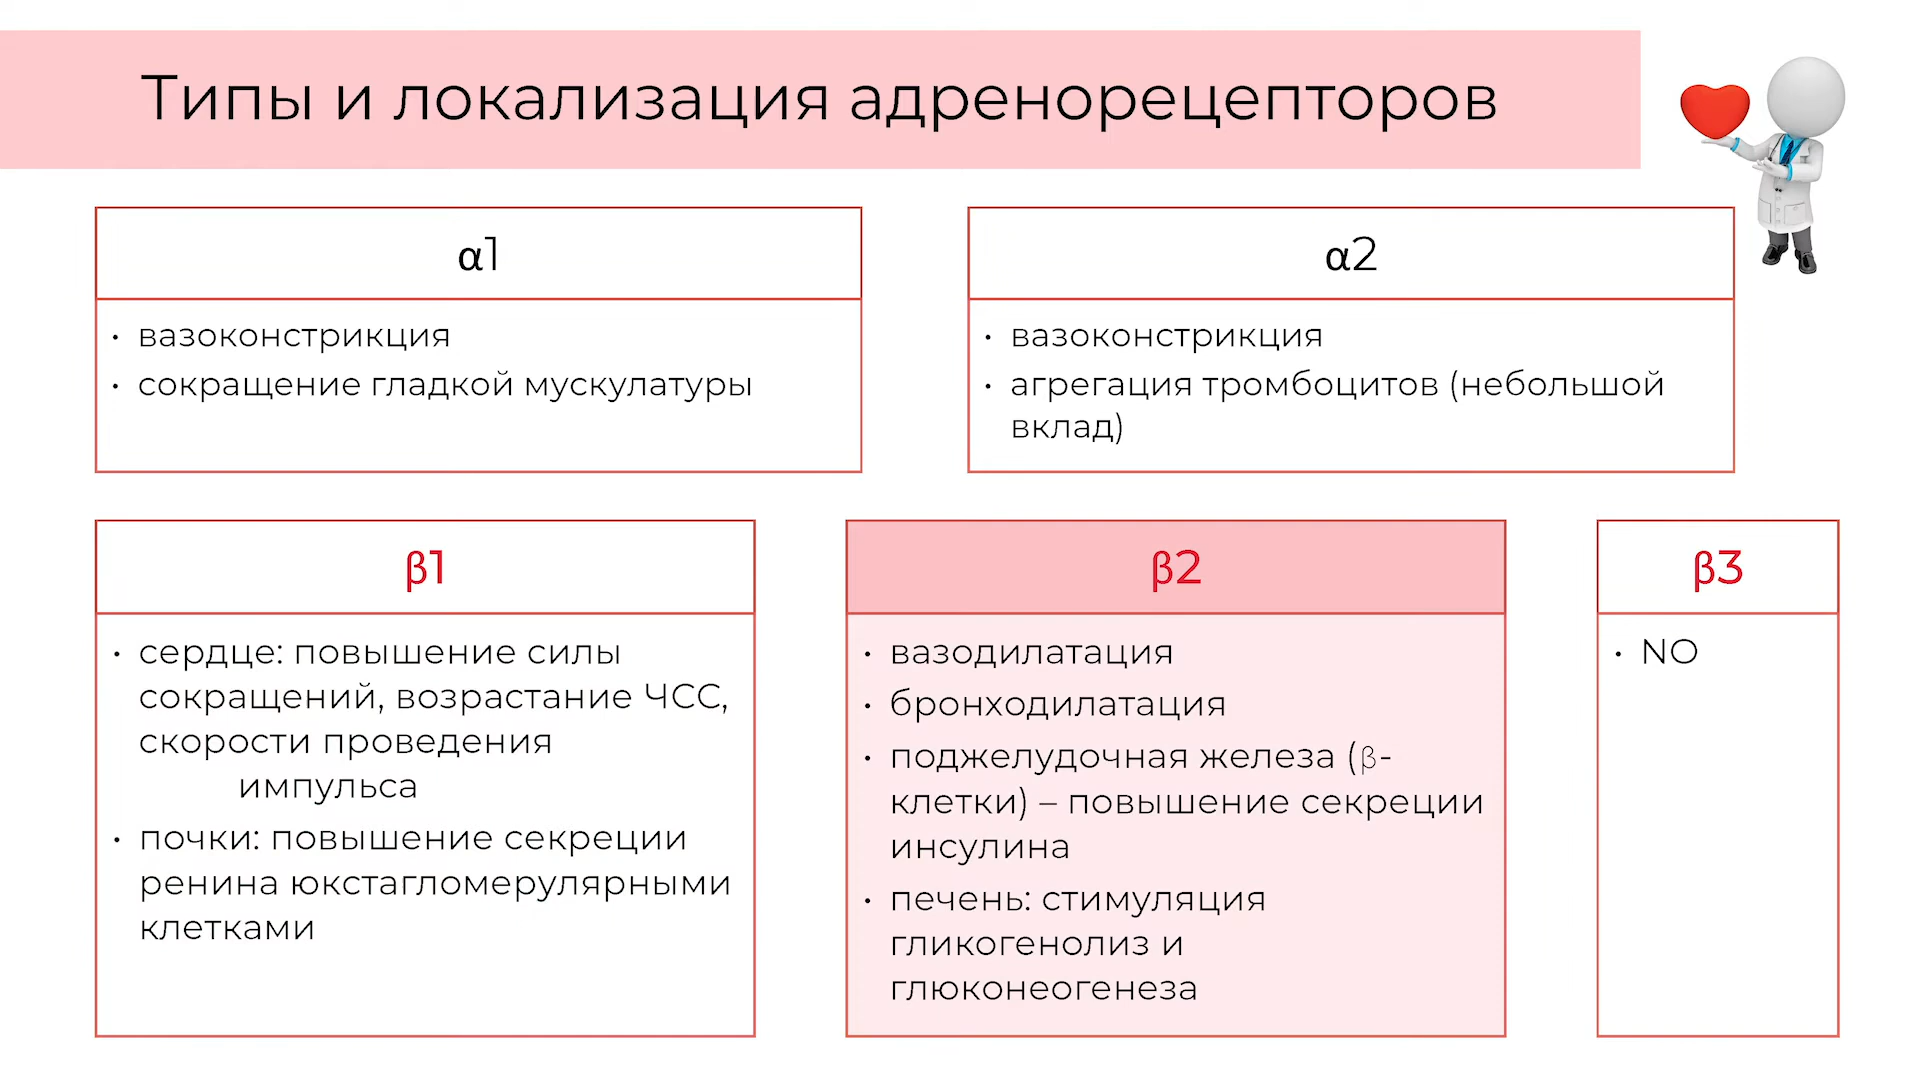 Типы и локализация адренорецепторов
α1
• вазоконстрикция
• сокращение гладкой мускулатуры
α2
• вазоконстрикция
• агрегация тромбоцитов (небольшой
вклад)
β1
• сердце: повышение силы
сокращений, возрастание ЧСС,
скорости проведения
импульса
• почки: повышение секреции
ренина юкстагломерулярными
клетками
β2
• вазодилатация
• бронходилатация
• поджелудочная железа (β-
клетки) – повышение секреции
инсулина
• печень: стимуляция
гликогенолиз и
глюконеогенеза
β3
• NO